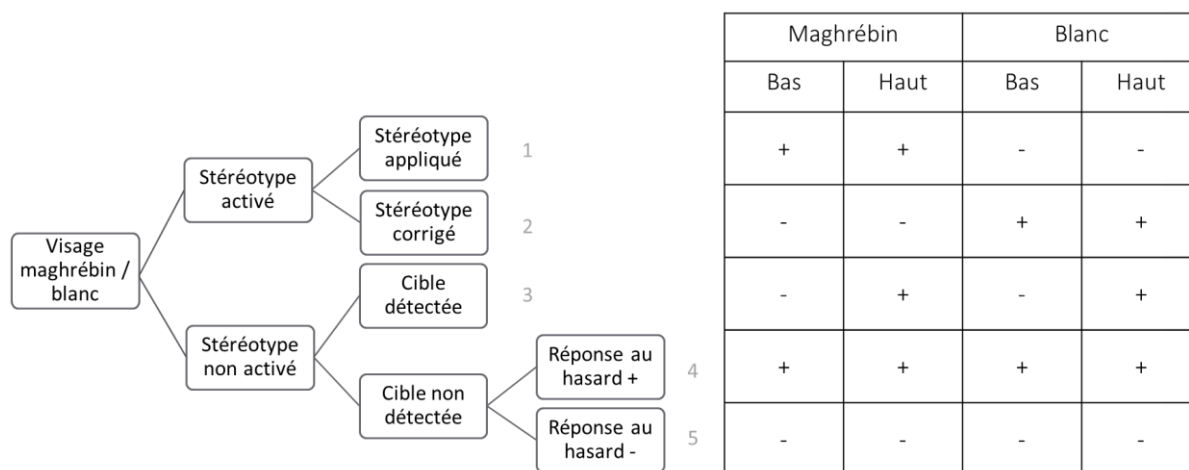 Maghrébin Blanc
Bas Haut Bas Haut
Stéréotype
appliqué
1
+ + - -
Stéréotype
activé
Stéréotype
corrigé
2
- - + +
Visage
maghrébin /
blanc
Cible
détectée
3
- + - +
Stéréotype
non activé
Réponse au
hasard +
4
+ + + +
Cible non
détectée
Réponse au
hasard -
5
- - - -